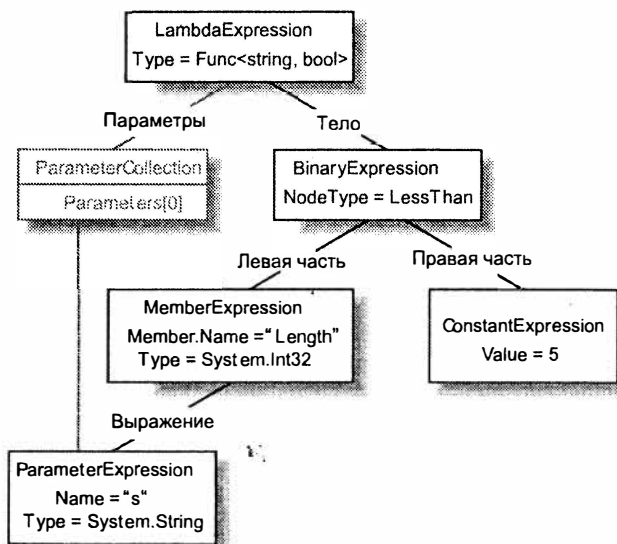 LambdaExpression
Type = Func<string, bool>
Параметры
Тело
ParameterCollection
Parameters[0]
BinaryExpression
NodeType = LessThan
Левая часть
Правая часть
MemberExpression
Member.Name =“ Length”
Type = System.Int32
ConstantExpression
Value = 5
Выражение
ParameterExpression
Name =“s“
Type = System.String